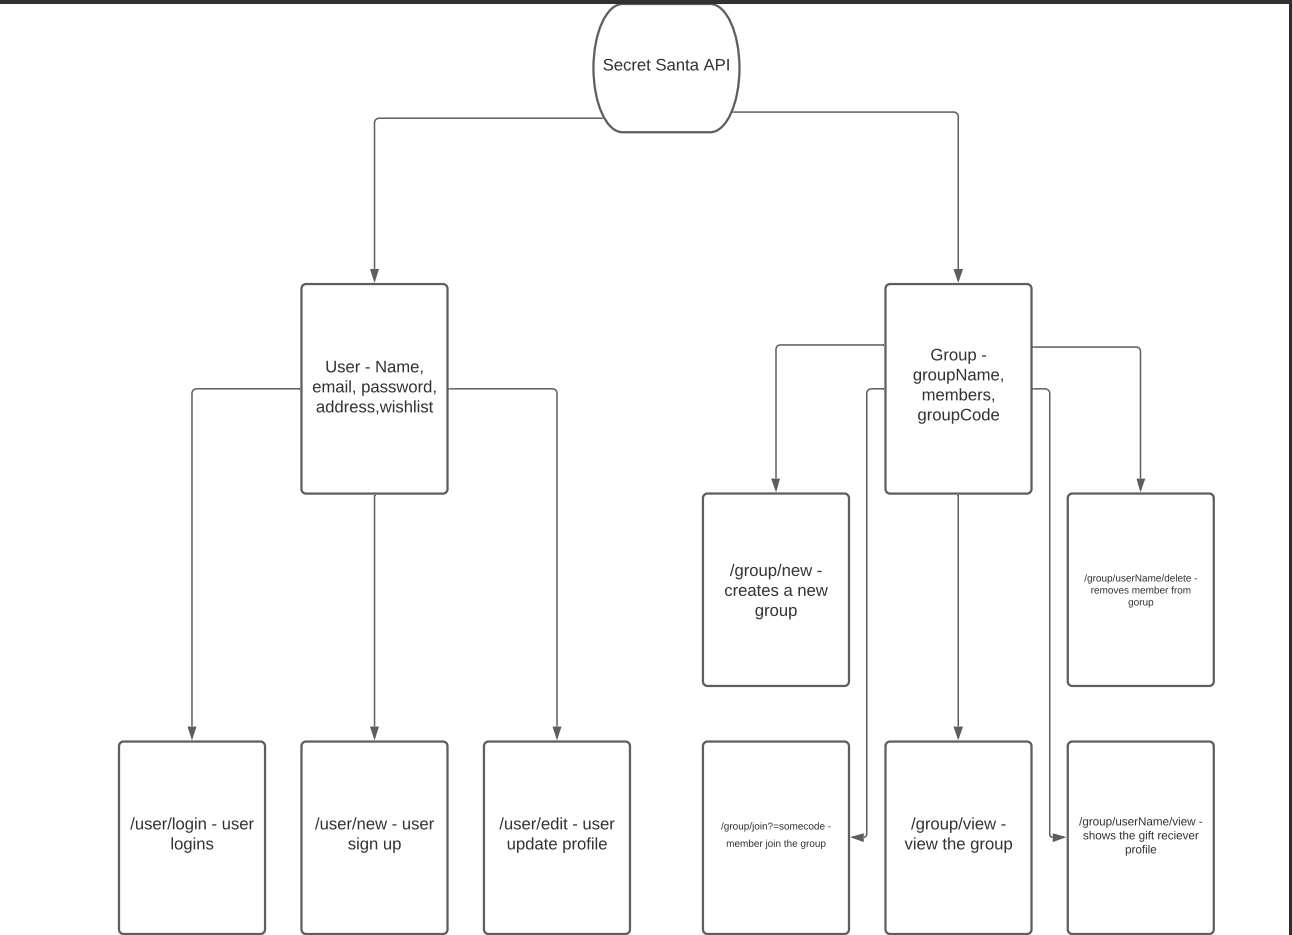 Secret Santa API
User - Name,
email, password,
address,wishlist
Group -
groupName,
members,
groupCode
/group/new -
creates a new
group
/group/userName/delete -
removes member from
gorup
/user/login - user
logins
/user/new - user
sign up
/user/edit - user
update profile
/group/join?=somecode -
member join the group
/group/view -
view the group
/group/userName/view -
shows the gift reciever
profile